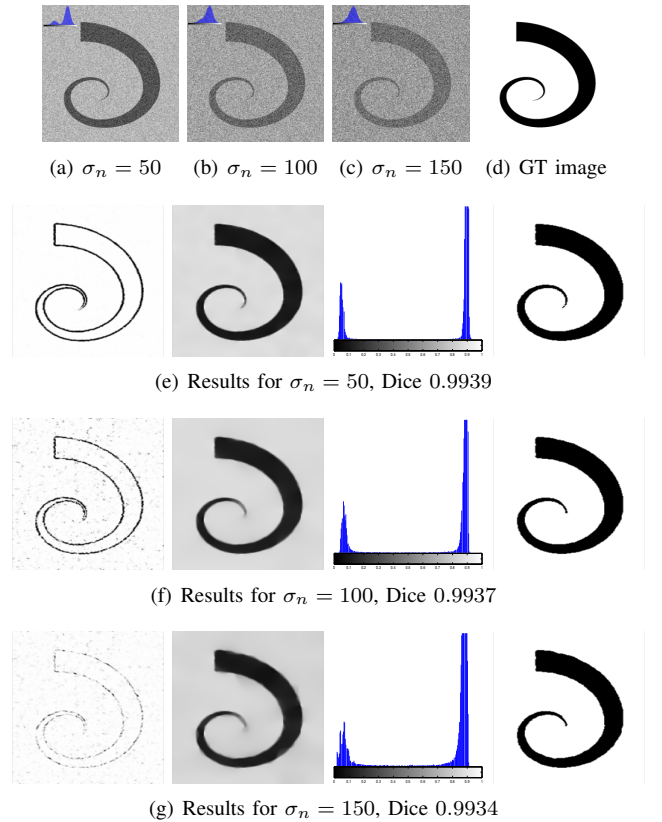 (a) σn = 50 (b) σn = 100 (c) σn = 150 (d) GT image
(e) Results for σn = 50, Dice 0.9939
(f) Results for σn = 100, Dice 0.9937
(g) Results for σn = 150, Dice 0.9934